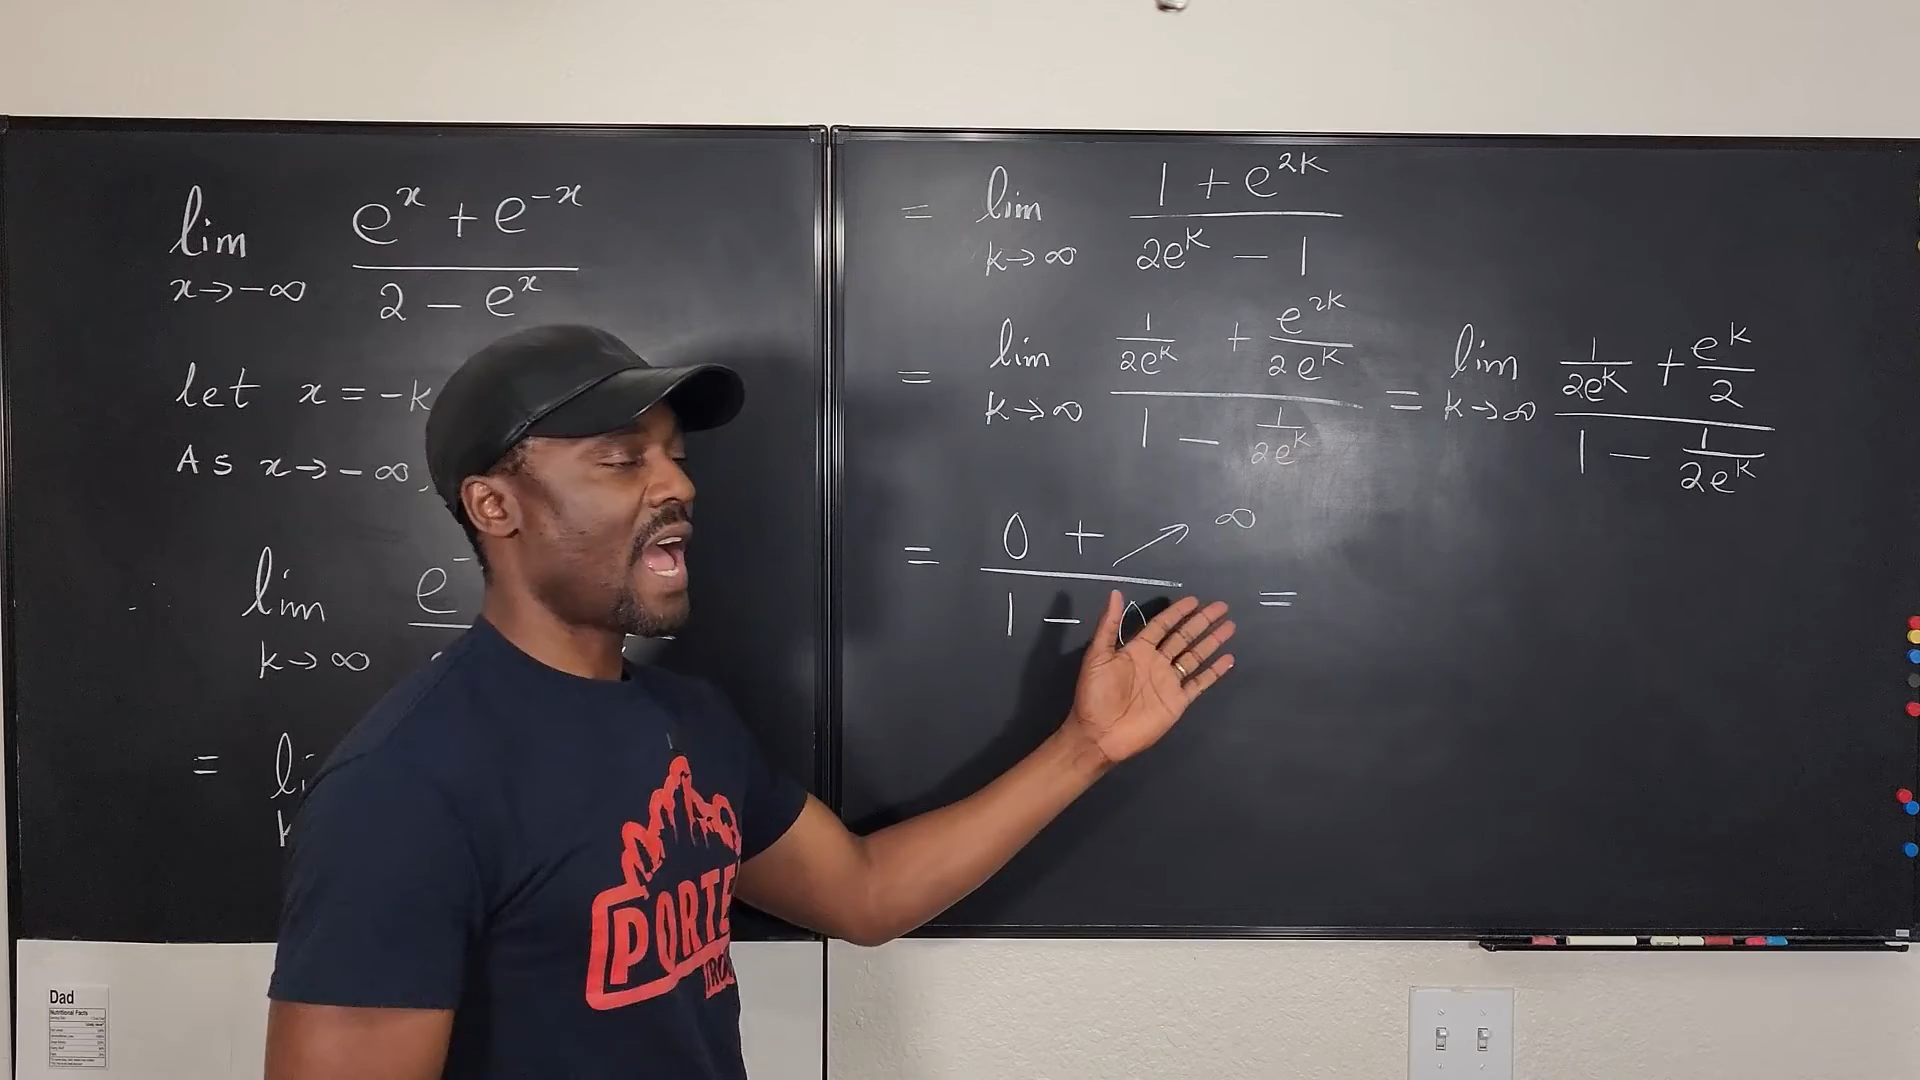 lim x→-∞ (e^x + e^-x)/(2 - e^x)
let x = -k
As x→-∞,
lim k→∞ e^-
=
= lim k→∞ (1 + e^2k)/(2e^k - 1)
= lim k→∞ (1/(2e^k) + e^2k/(2e^k))/(1 - 1/(2e^k)) = lim k→∞ (1/(2e^k) + e^k/2)/(1 - 1/(2e^k))
= (0 + ↗ ∞)/(1 - 0) =
PORTE
Dad
Nutritional Facts